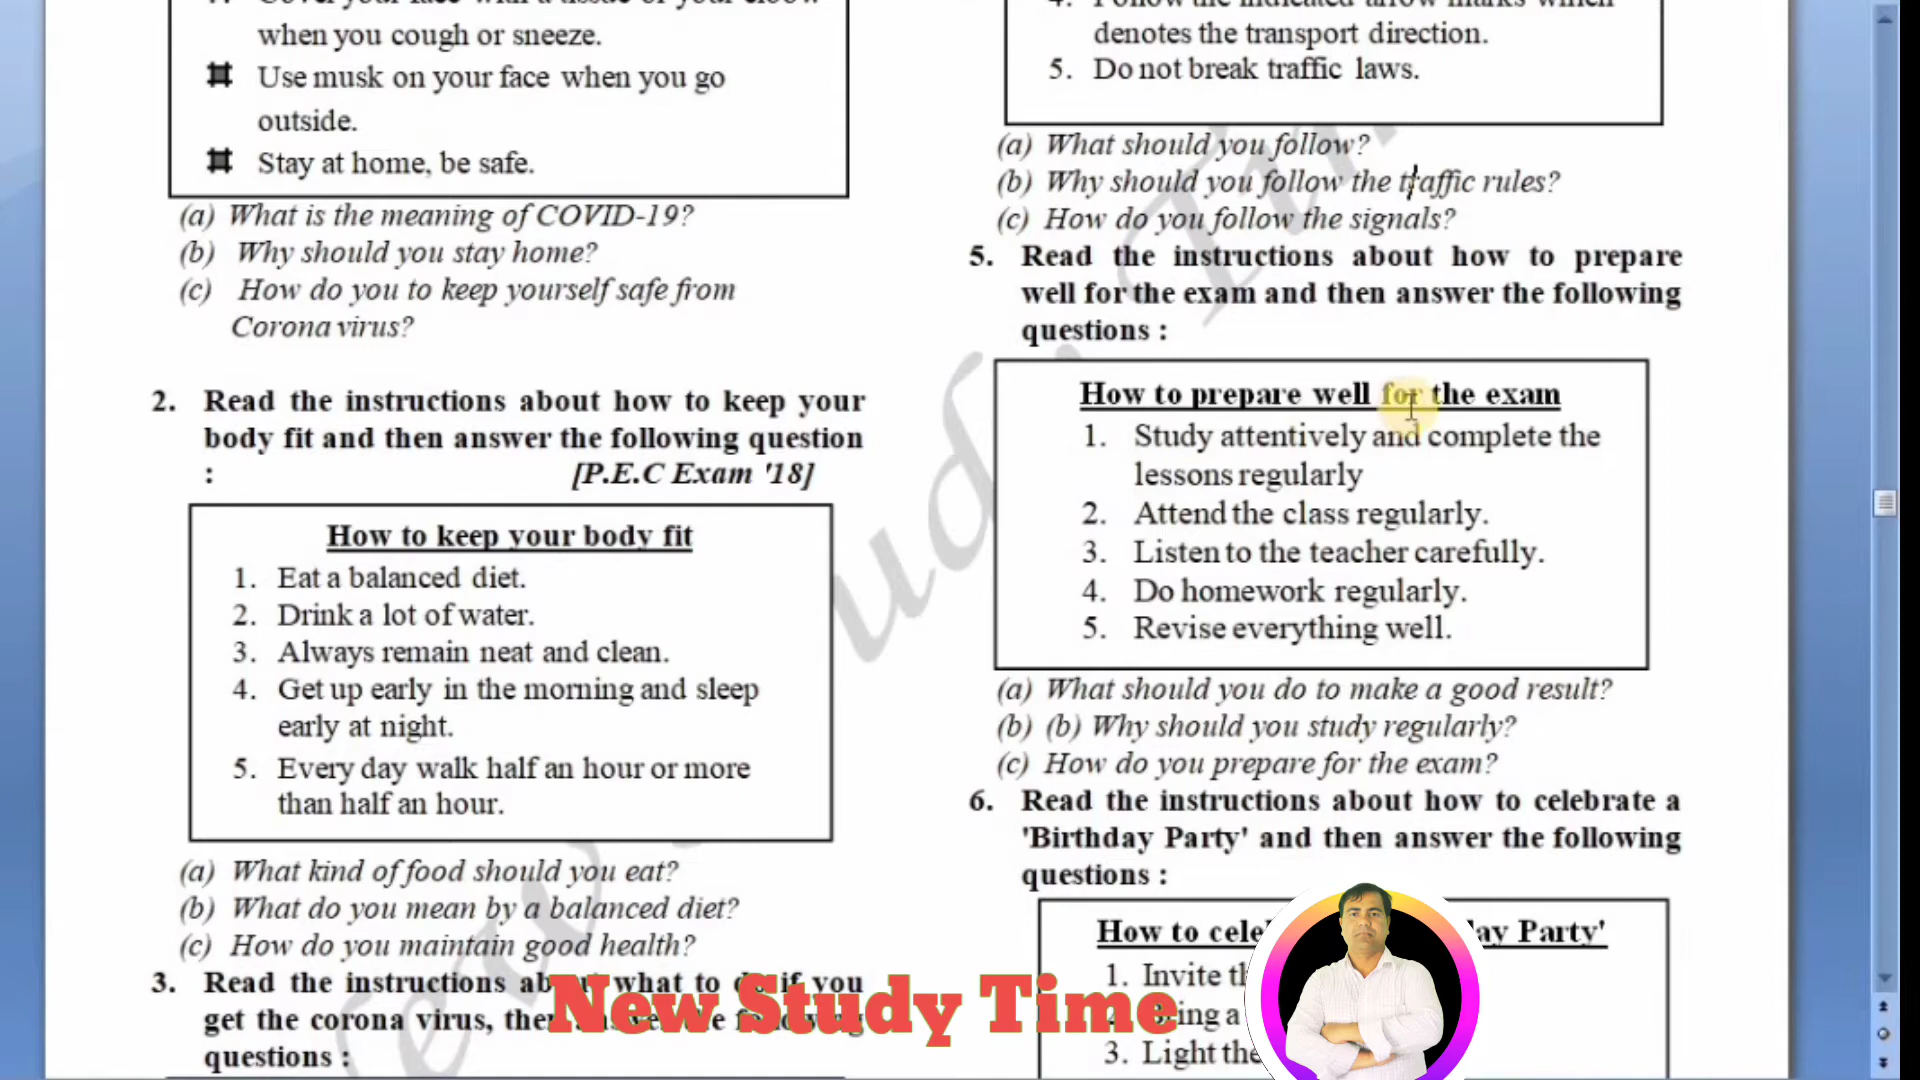 when you cough or sneeze.
Use musk on your face when you go
outside.
Stay at home, be safe.
(a) What is the meaning of COVID-19?
(b) Why should you stay home?
(c) How do you to keep yourself safe from
Corona virus?
2. Read the instructions about how to keep your
body fit and then answer the following question
: [P.E.C Exam '18]
How to keep your body fit
1. Eat a balanced diet.
2. Drink a lot of water.
3. Always remain neat and clean.
4. Get up early in the morning and sleep
early at night.
5. Every day walk half an hour or more
than half an hour.
(a) What kind of food should you eat?
(b) What do you mean by a balanced diet?
(c) How do you maintain good health?
3. Read the instructions what to if you
get the corona virus,
questions :
denotes the transport direction.
5. Do not break traffic laws.
(a) What should you follow?
(b) Why should you follow the traffic rules?
(c) How do you follow the signals?
5. Read the instructions about how to prepare
well for the exam and then answer the following
questions :
How to prepare well for the exam
1. Study attentively and complete the
lessons regularly
2. Attend the class regularly.
3. Listen to the teacher carefully.
4. Do homework regularly.
5. Revise everything well.
(a) What should you do to make a good result?
(b) (b) Why should you study regularly?
(c) How do you prepare for the exam?
6. Read the instructions about how to celebrate a
'Birthday Party' and then answer the following
questions :
How to Party'
1. Invite
a
3. Light the
New Study Time